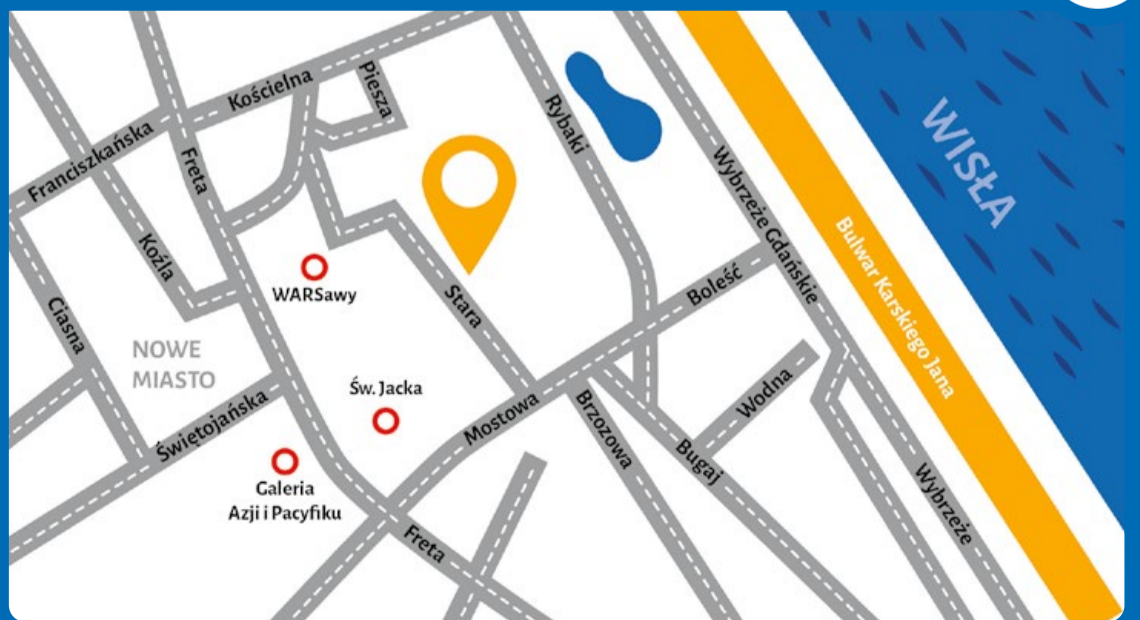 Kościelna
Piesza
Franciszkańska
Freta
Rybaki
WISŁA
Wybrzeże Gdańskie
Koźla
Bulwar Karskiego Jana
WARSawy
Stara
Boleść
Ciasna
NOWE
MIASTO
Św. Jacka
Świętojańska
Mostowa
Brzozowa
Wodna
Bugaj
Galeria
Azji i Pacyfiku
Freta
Wybrzeże